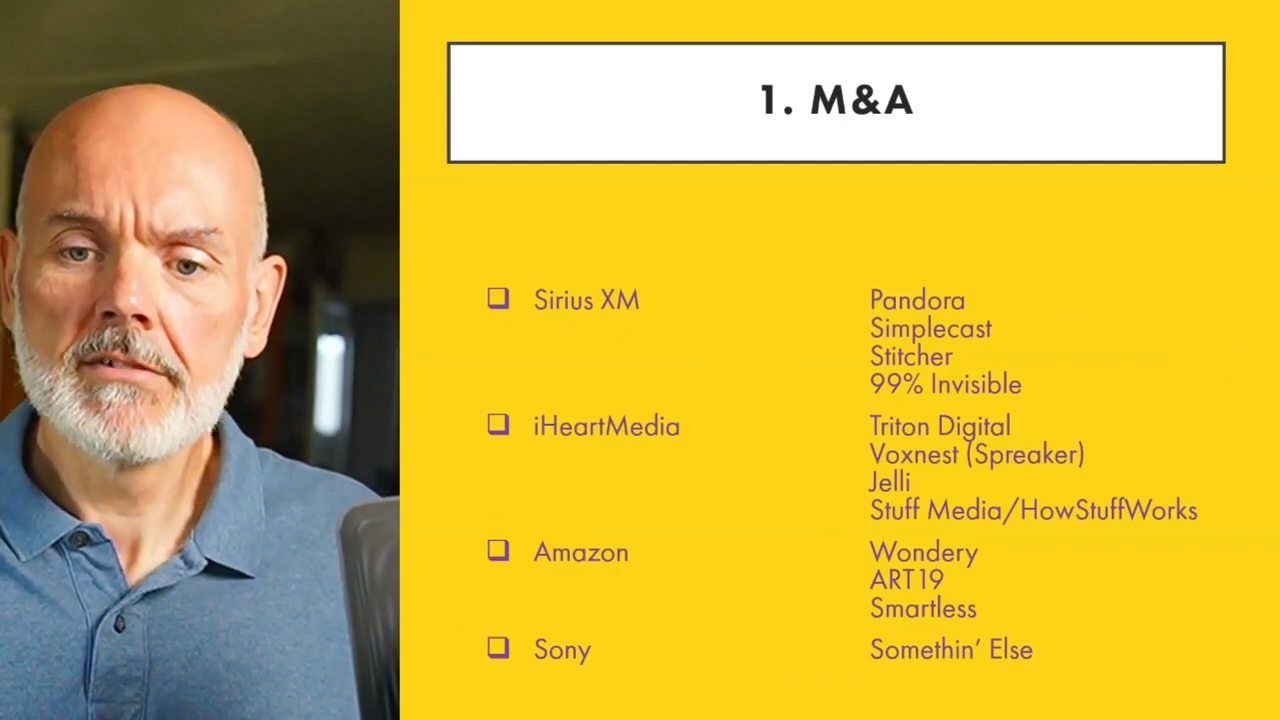 1. M&A
Sirius XM Pandora
Simplecast
Stitcher
99% Invisible
iHeartMedia Triton Digital
Voxnest (Spreaker)
Jelli
Stuff Media/HowStuffWorks
Amazon Wondery
ART19
Smartless
Sony Somethin’ Else